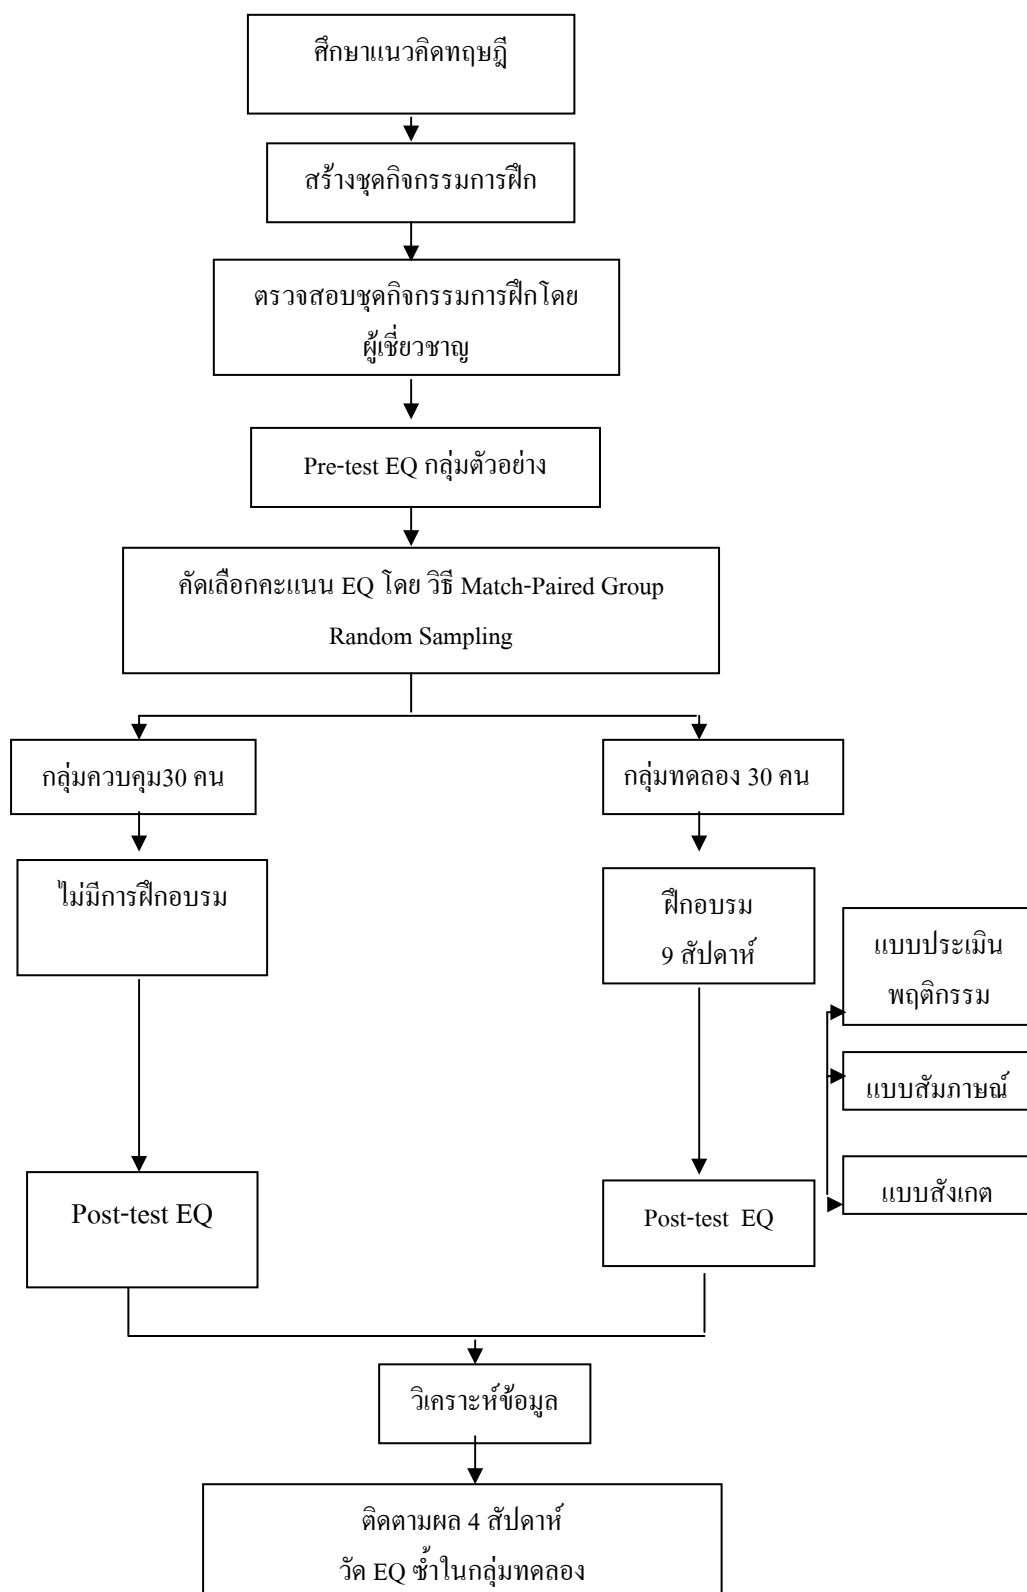 ศึกษาแนวคิดทฤษฎี
สร้างชุดกิจกรรมการฝึก
ตรวจสอบชุดกิจกรรมการฝึกโดย
ผู้เชี่ยวชาญ
Pre-test EQ กลุ่มตัวอย่าง
คัดเลือกคะแนน EQ โดย วิธี Match-Paired Group
Random Sampling
กลุ่มควบคุม30 คน
กลุ่มทดลอง 30 คน
ไม่มีการฝึกอบรม
ฝึกอบรม
9 สัปดาห์
แบบประเมิน
พฤติกรรม
แบบสัมภาษณ์
แบบสังเกต
Post-test EQ
Post-test EQ
วิเคราะห์ข้อมูล
ติดตามผล 4 สัปดาห์
วัด EQ ซ้ำในกลุ่มทดลอง